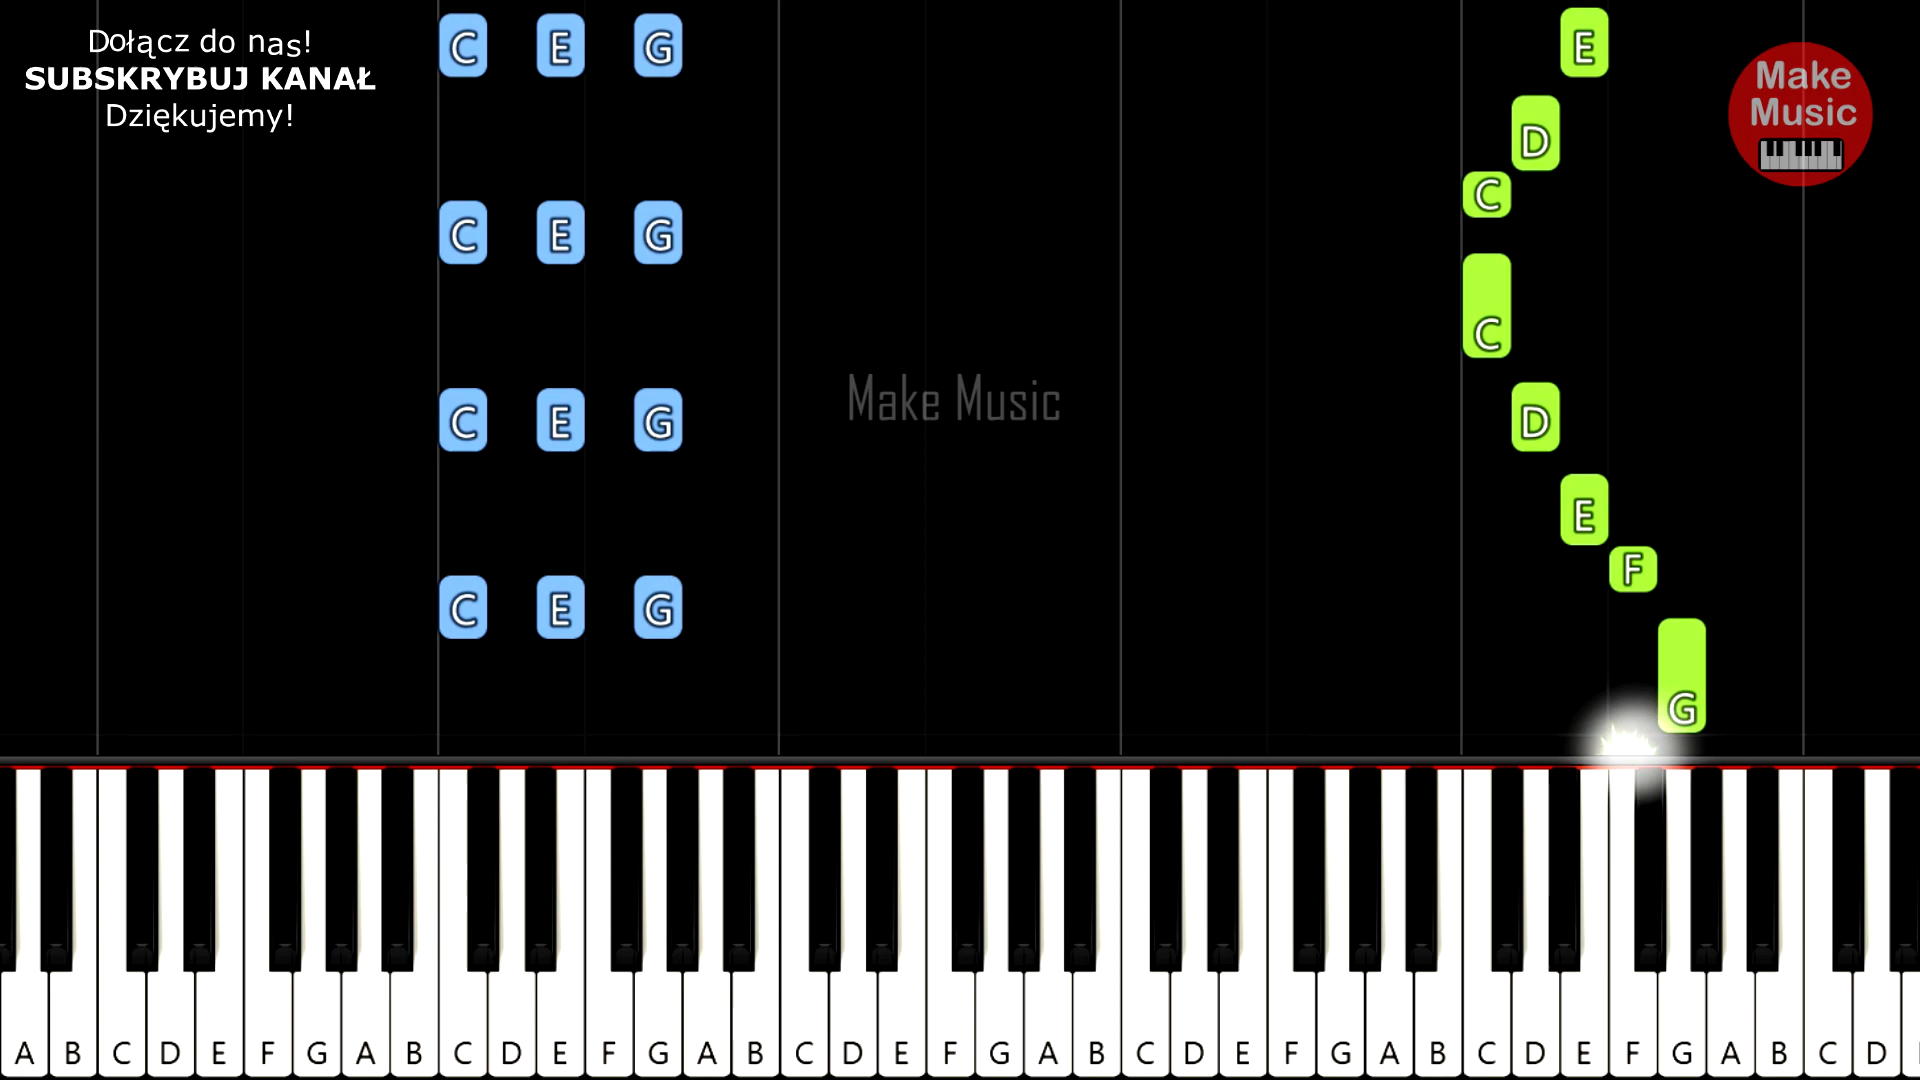 Dołącz do nas!
SUBSKRYBUJ KANAŁ
Dziękujemy!
C E G E
Make
Music
D
C
C E G
C
Make Music
C E G D
E
F
C E G
G
A B C D E F G A B C D E F G A B C D E F G A B C D E F G A B C D E F G A B C D